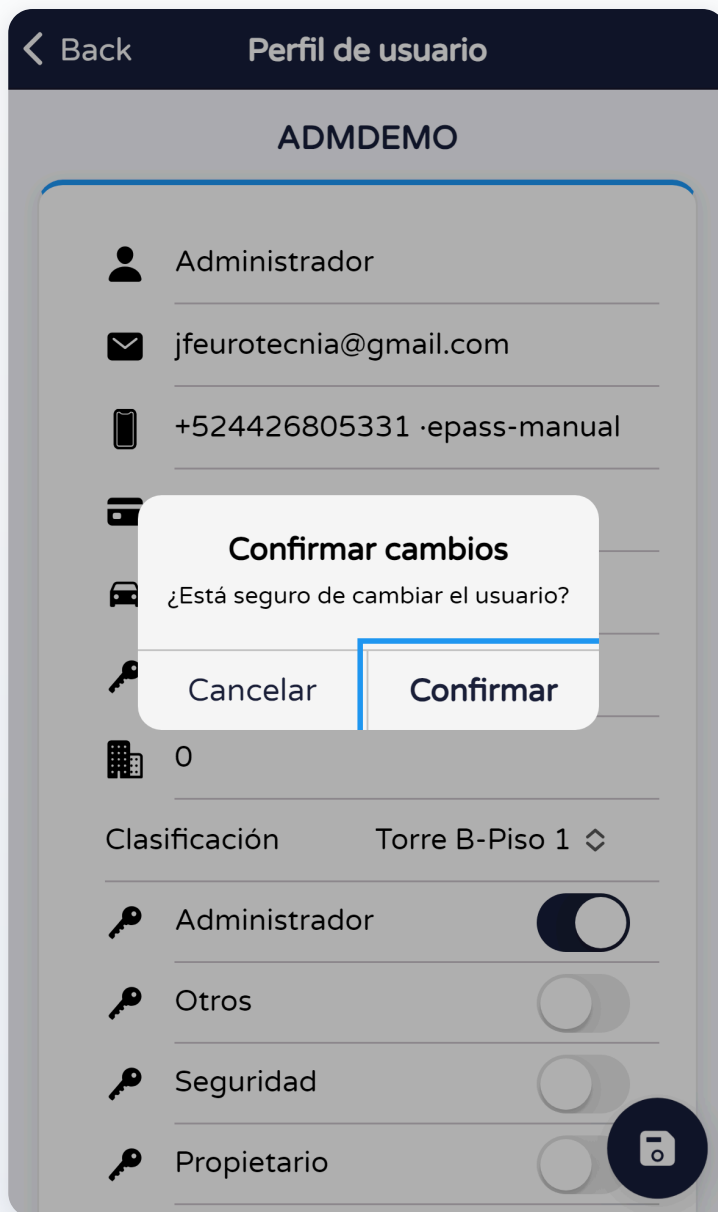 Back Perfil de usuario
ADMDEMO
Administrador
jfeurotecnia@gmail.com
+524426805331 ·epass-manual
Confirmar cambios
¿Está seguro de cambiar el usuario?
Cancelar Confirmar
0
Clasificación Torre B-Piso 1
Administrador
Otros
Seguridad
Propietario